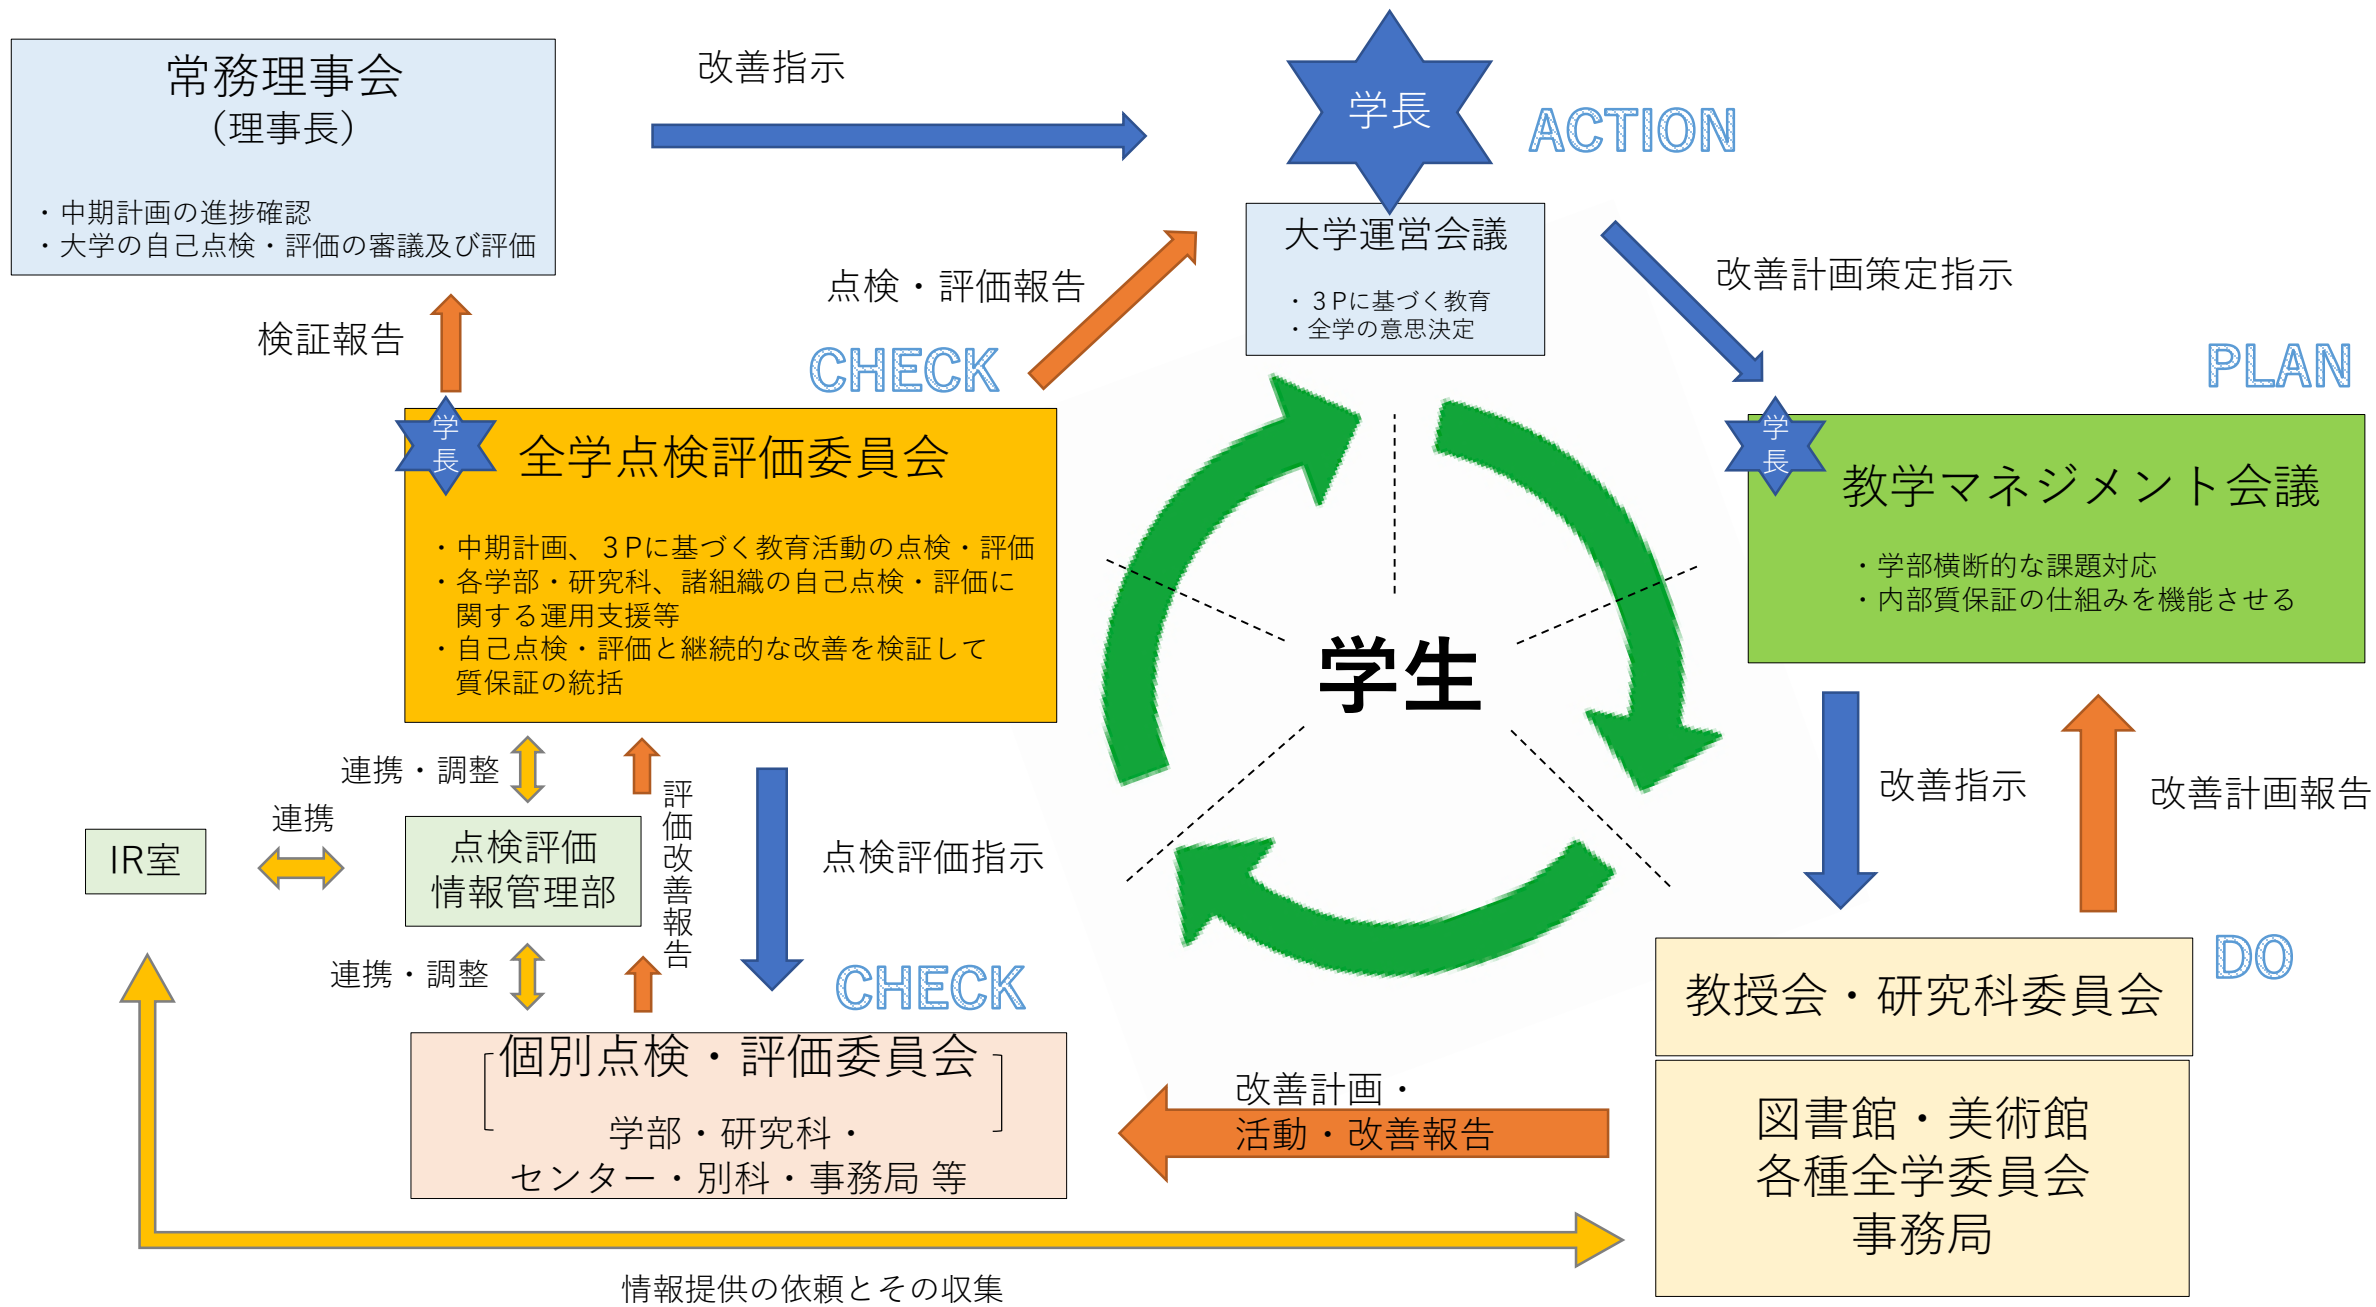 常務理事会
（理事長）
・中期計画の進捗確認
・大学の自己点検・評価の審議及び評価
改善指示
学長
ACTION
大学運営会議
・３Pに基づく教育
・全学の意思決定
点検・評価報告
改善計画策定指示
検証報告
CHECK
PLAN
学長
全学点検評価委員会
・中期計画、３Pに基づく教育活動の点検・評価
・各学部・研究科、諸組織の自己点検・評価に
関する運用支援等
・自己点検・評価と継続的な改善を検証して
質保証の統括
学長
教学マネジメント会議
・学部横断的な課題対応
・内部質保証の仕組みを機能させる
学生
連携・調整
評価改善報告
点検評価指示
改善指示
改善計画報告
連携
IR室
点検評価
情報管理部
連携・調整
CHECK
DO
個別点検・評価委員会
学部・研究科・
センター・別科・事務局 等
改善計画・
活動・改善報告
教授会・研究科委員会
図書館・美術館
各種全学委員会
事務局
情報提供の依頼とその収集